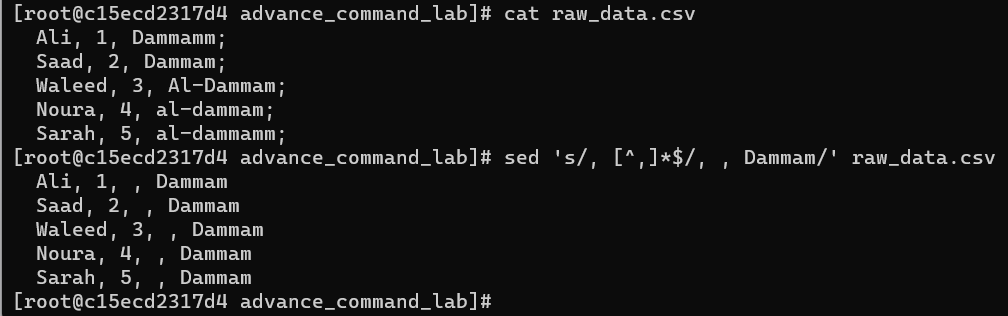 [root@c15ecd2317d4 advance_command_lab]# cat raw_data.csv
  Ali, 1, Dammamm;
  Saad, 2, Dammam;
  Waleed, 3, Al-Dammam;
  Noura, 4, al-dammam;
  Sarah, 5, al-dammamm;
[root@c15ecd2317d4 advance_command_lab]# sed 's/, [^,]*$/, , Dammam/' raw_data.csv
  Ali, 1, , Dammam
  Saad, 2, , Dammam
  Waleed, 3, , Dammam
  Noura, 4, , Dammam
  Sarah, 5, , Dammam
[root@c15ecd2317d4 advance_command_lab]#